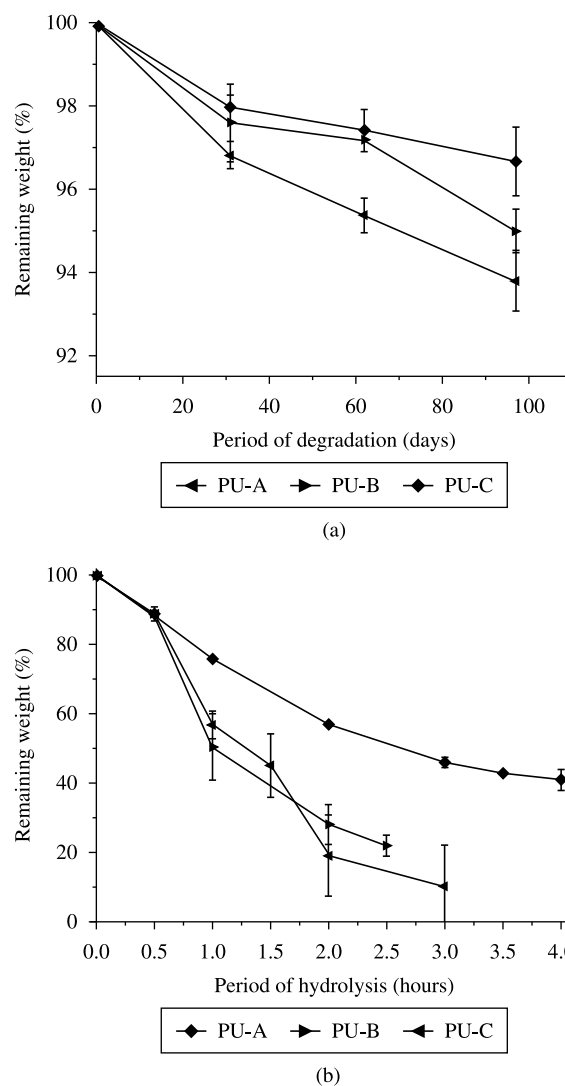 100
98
96
94
92
Remaining weight (%)
0 20 40 60 80 100
Period of degradation (days)
PU-A PU-B PU-C
(a)
100
80
60
40
20
0
Remaining weight (%)
0.0 0.5 1.0 1.5 2.0 2.5 3.0 3.5 4.0
Period of hydrolysis (hours)
PU-A PU-B PU-C
(b)